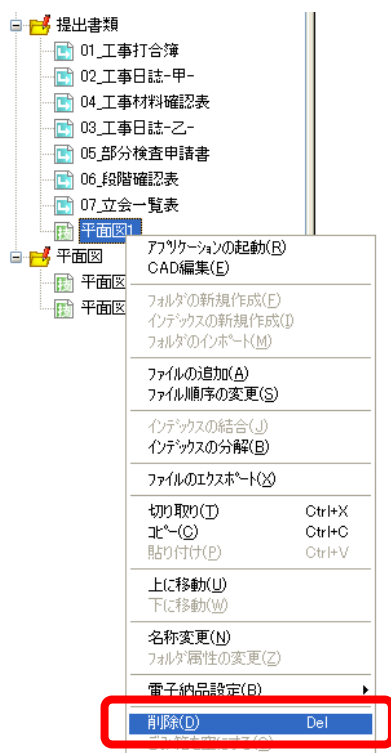 提出書類
01_工事打合簿
02_工事日誌-甲-
04_工事材料確認表
03_工事日誌-乙-
05_部分検査申請書
06_段階確認表
07_立会一覧表
平面図1
平面図
平面図
平面図
アプリケーションの起動(R)
CAD編集(E)
フォルダの新規作成(F)
インデックスの新規作成(I)
フォルダのインポート(M)
ファイルの追加(A)
ファイル順序の変更(S)
インデックスの結合(J)
インデックスの分解(B)
ファイルのエクスポート(X)
切り取り(T) Ctrl+X
コピー(C) Ctrl+C
貼り付け(P) Ctrl+V
上に移動(U)
下に移動(W)
名称変更(N)
フォルダ属性の変更(Z)
電子納品設定(B)
削除(D) Del